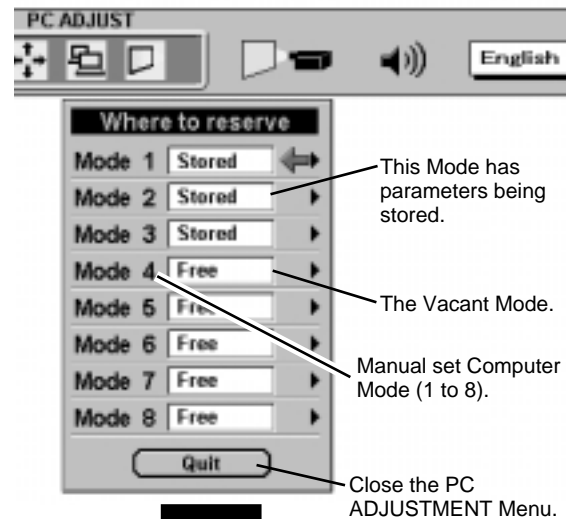 PC ADJUST
English
Where to reserve
Mode 1 Stored
Mode 2 Stored
Mode 3 Stored
Mode 4 Free
Mode 5 Free
Mode 6 Free
Mode 7 Free
Mode 8 Free
Quit
This Mode has
parameters being
stored.
The Vacant Mode.
Manual set Computer
Mode (1 to 8).
Close the PC
ADJUSTMENT Menu.